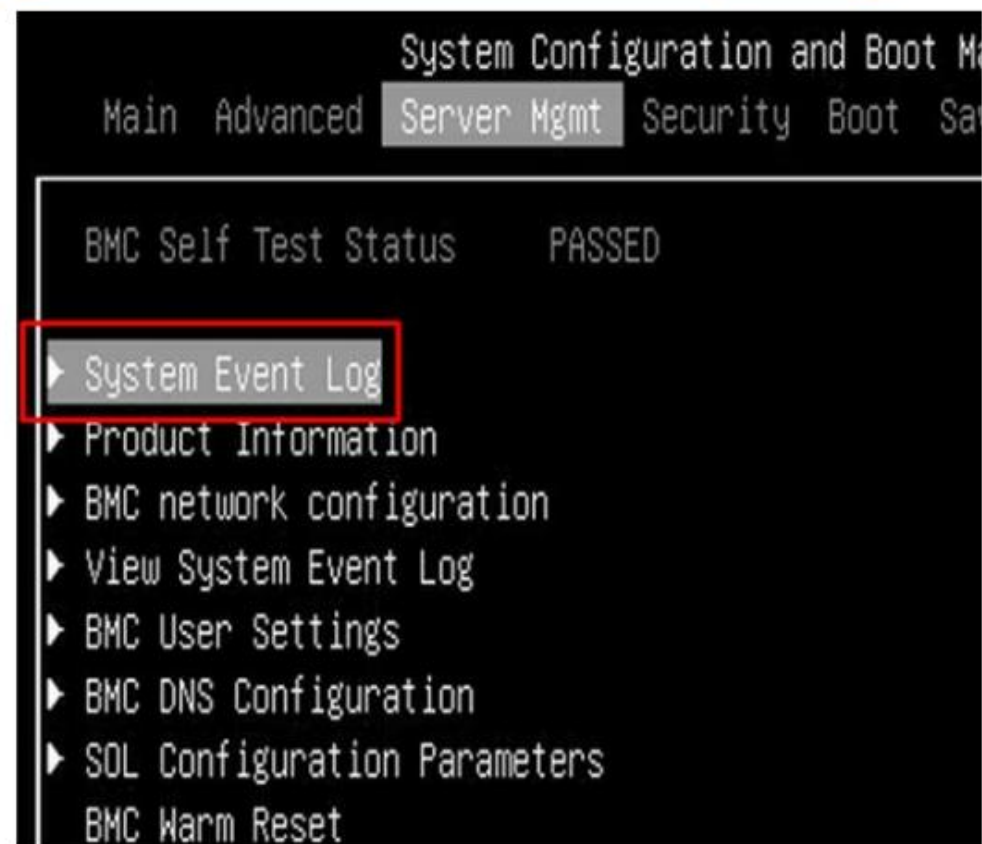 System Configuration and Boot Ma
Main Advanced Server Mgmt Security Boot Sav
BMC Self Test Status PASSED
System Event Log
Product Information
BMC network configuration
View System Event Log
BMC User Settings
BMC DNS Configuration
SOL Configuration Parameters
BMC Warm Reset